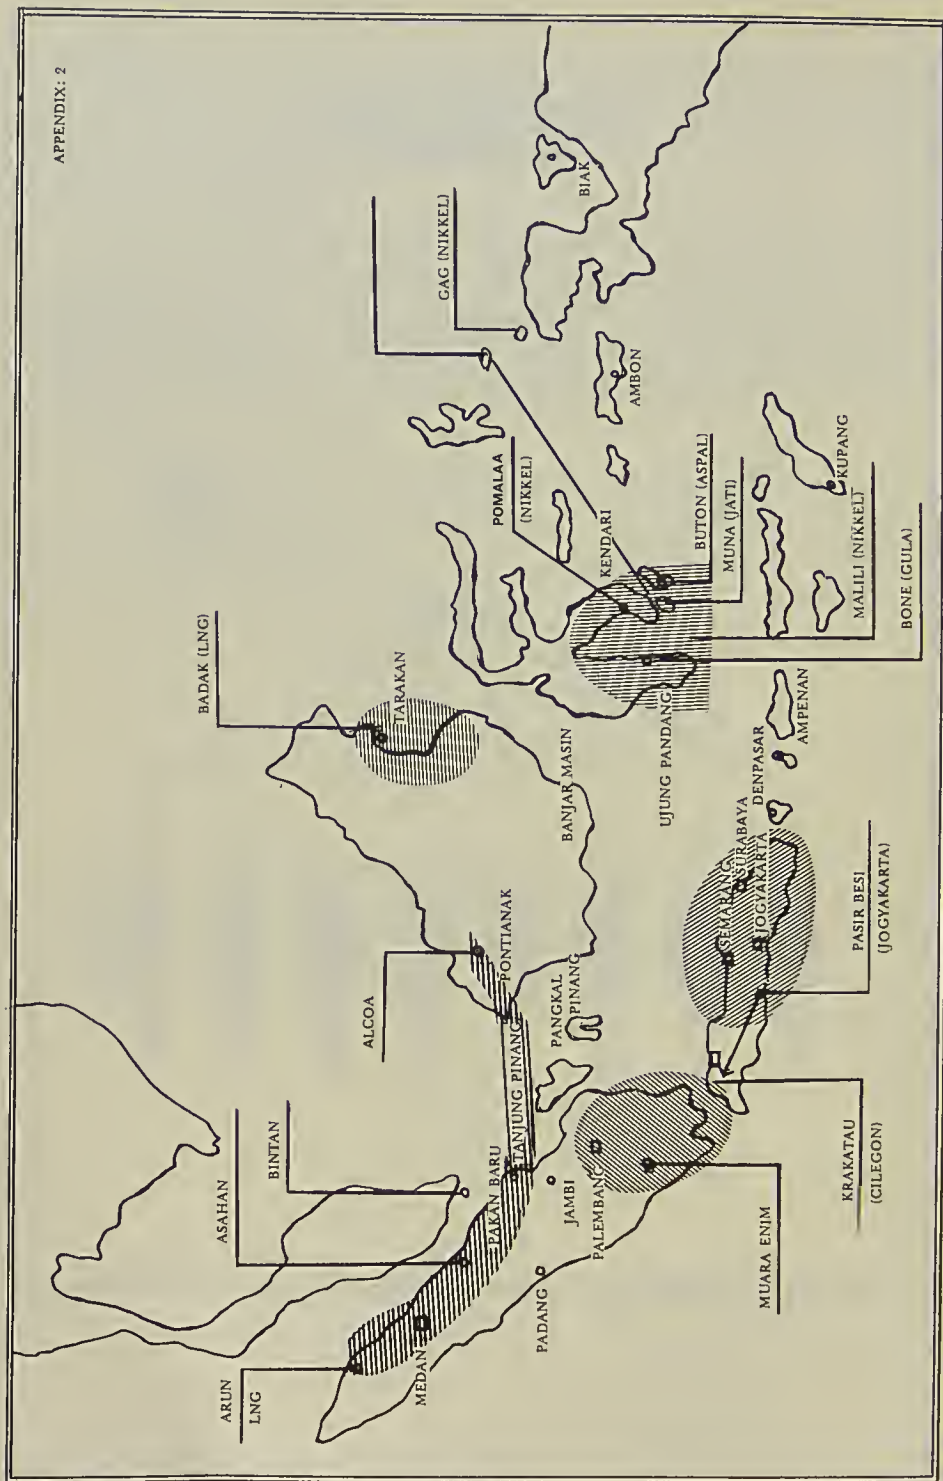 APPENDIX: 2
ARUN
LNG
ASAHAN
BINTAN
ALCOA
BADAK (LNG)
GAG (NIKKEL)
POMALAA
(NIKKEL)
BIAK
TARAKAN
MEDAN
PAKAN BARU
TANJUNG PINANG
PONTIANAK
PADANG
JAMBI
PALEMBANG
PANGKAL
PINANG
BANJAR MASIN
KENDARI
AMBON
UJUNG PANDANG
BUTON (ASPAL)
MUNA (JATI)
MUARA ENIM
KRAKATAU
(CILEGON)
SEMARANG
SURABAYA
JOGYAKARTA
DENPASAR
AMPENAN
KUPANG
PASIR BESI
(JOGYAKARTA)
MALILI (NIKKEL)
BONE (GULA)